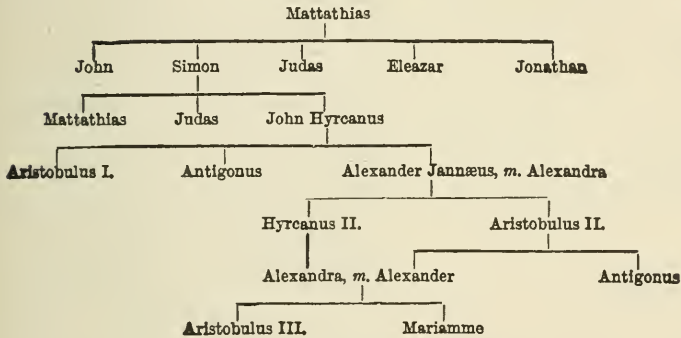 Mattathias
John Simon Judas Eleazar Jonathan
Mattathias Judas John Hyrcanus
Aristobulus I. Antigonus Alexander Jannæus, m. Alexandra
Hyrcanus II. Aristobulus II.
Alexandra, m. Alexander Antigonus
Aristobulus III. Mariamme